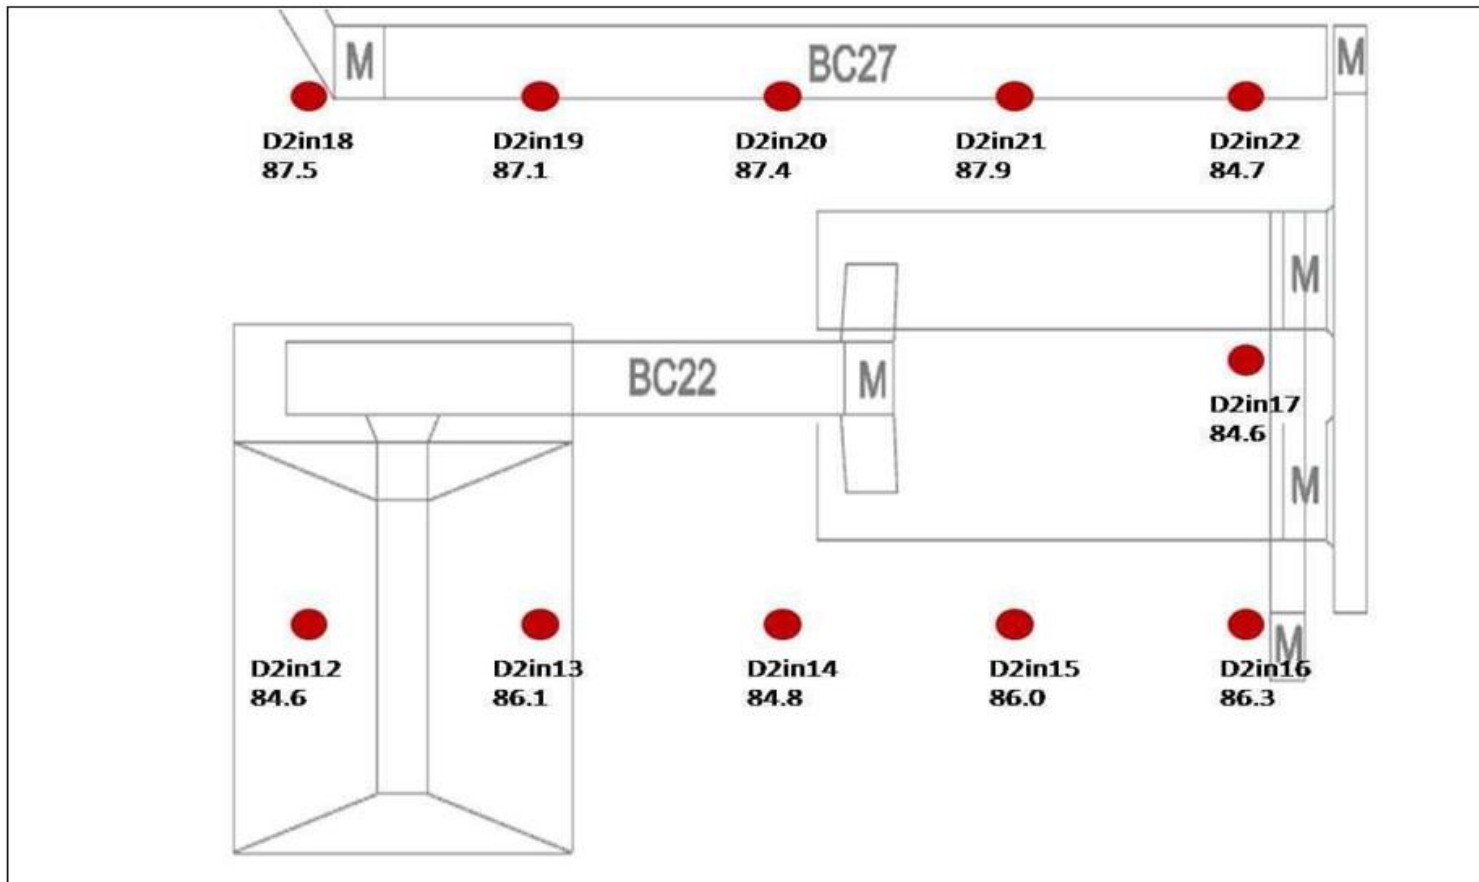 M
BC27
M
D2in18
87.5
D2in19
87.1
D2in20
87.4
D2in21
87.9
D2in22
84.7
M
BC22
M
D2in17
84.6
M
M
D2in12
84.6
D2in13
86.1
D2in14
84.8
D2in15
86.0
D2in16
86.3